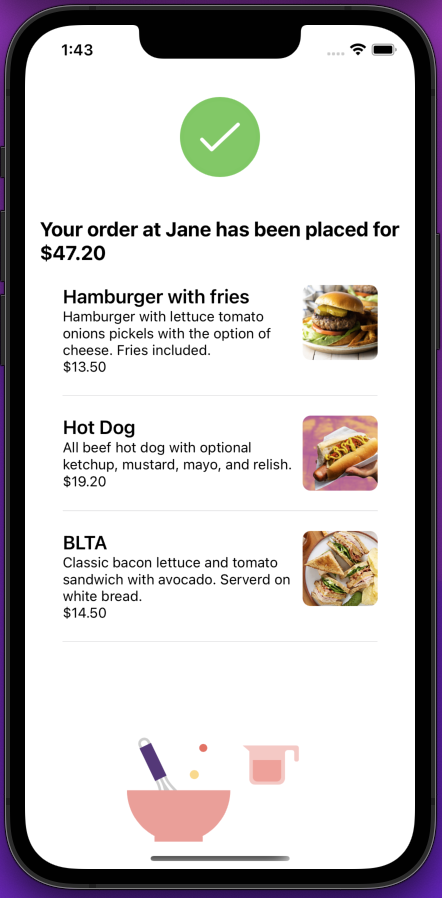 1:43
Your order at Jane has been placed for
$47.20
Hamburger with fries
Hamburger with lettuce tomato
onions pickels with the option of
cheese. Fries included.
$13.50
Hot Dog
All beef hot dog with optional
ketchup, mustard, mayo, and relish.
$19.20
BLTA
Classic bacon lettuce and tomato
sandwich with avocado. Serverd on
white bread.
$14.50